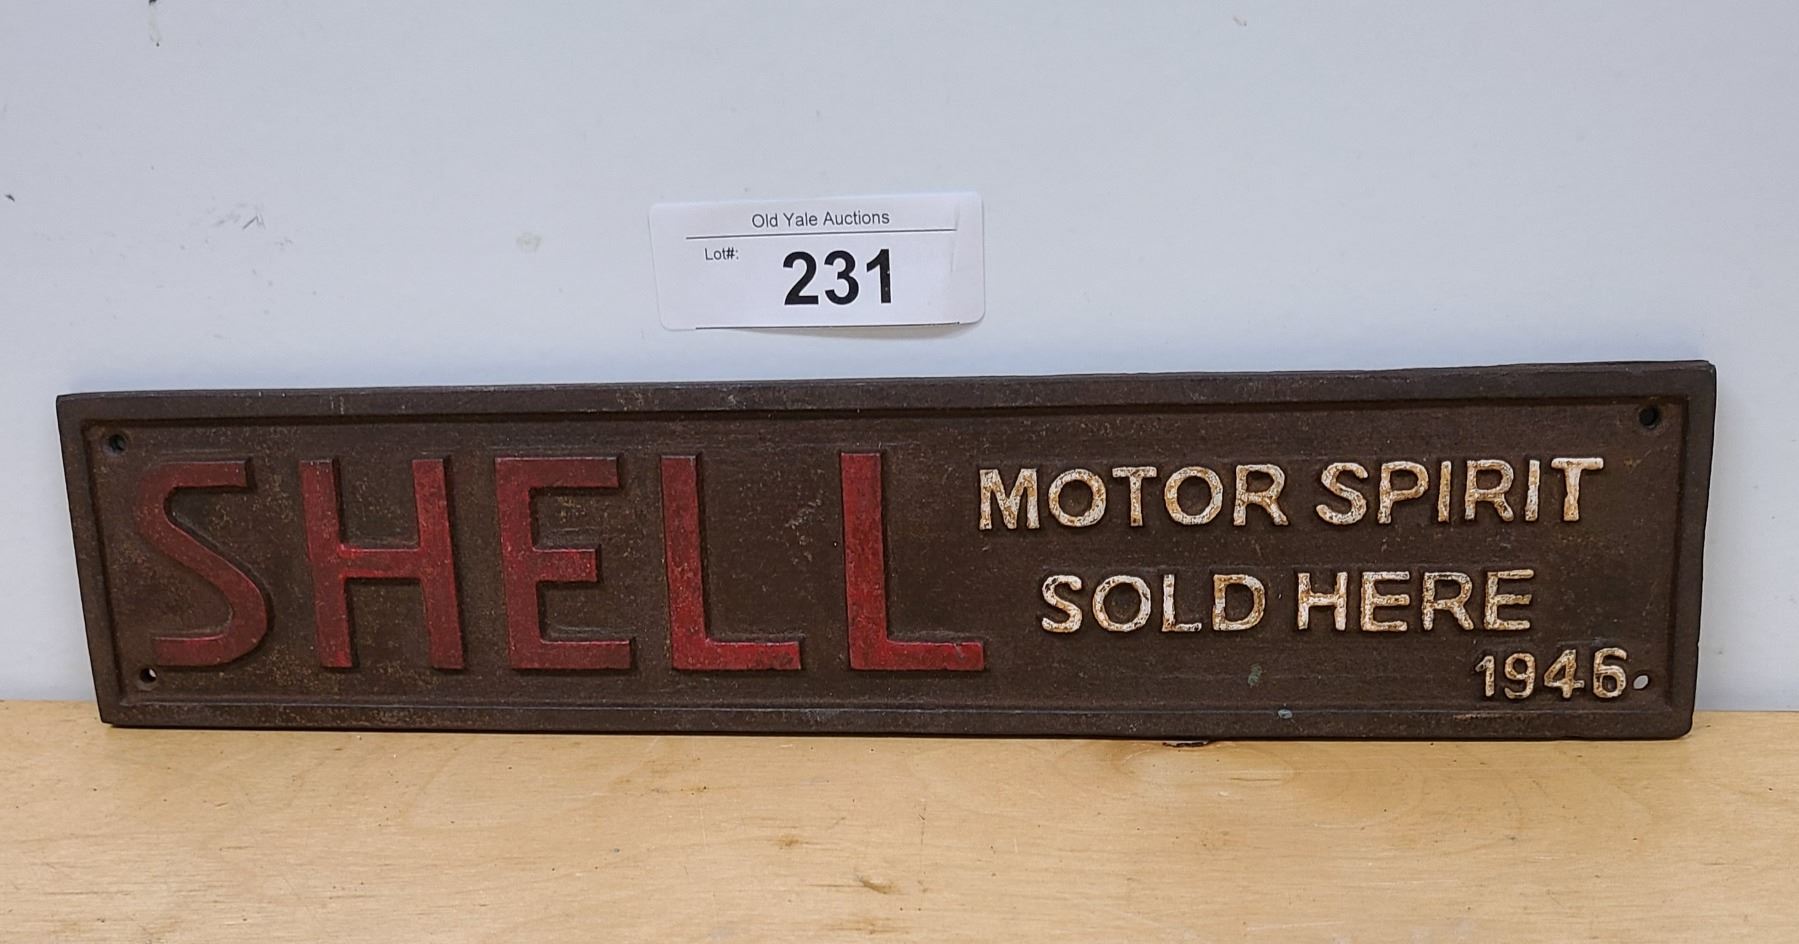 Old Yale Auctions
Lot#:
231
SHELL
MOTOR SPIRIT
SOLD HERE
1946